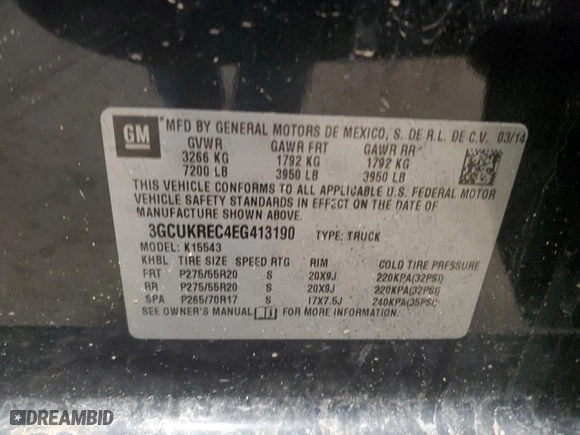 GM
*MFD BY GENERAL MOTORS DE MEXICO, S. DE R.L. DE C.V. 03/14
GVWR GAWR FRT GAWR RR*
3266 KG 1792 KG 1792 KG
7200 LB 3950 LB 3950 LB
THIS VEHICLE CONFORMS TO ALL APPLICABLE U.S. FEDERAL MOTOR
VEHICLE SAFETY STANDARDS IN EFFECT ON THE DATE OF
MANUFACTURE SHOWN ABOVE.
3GCUKREC4EG413190 TYPE: TRUCK
MODEL: K15543
KHBL TIRE SIZE SPEED RTG RIM COLD TIRE PRESSURE
FRT P275/55R20 S 20X9J 220KPA(32PSI)
RR P275/55R20 S 20X9J 220KPA(32PSI)
SPA P265/70R17 S 17X7.5J 240KPA(35PSI)
SEE OWNER'S MANUAL FOR MORE INFORMATION.
DREAMBID